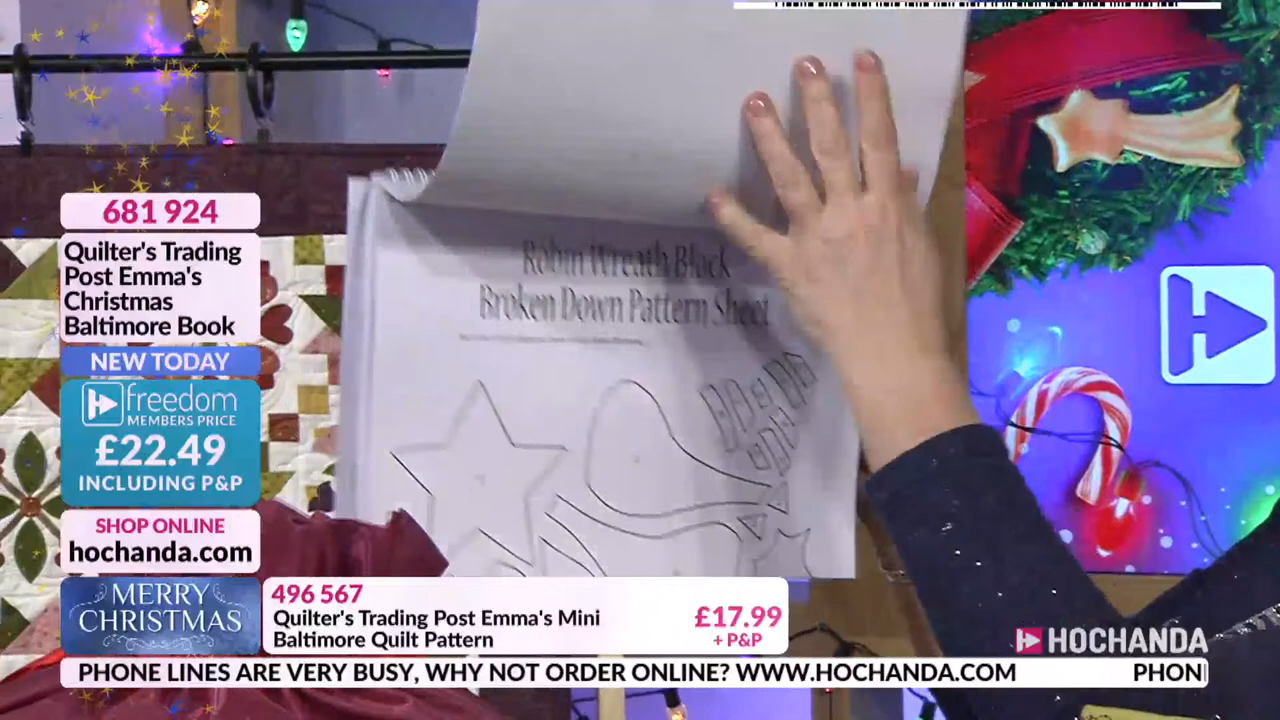 681 924
Quilter's Trading
Post Emma's
Christmas
Baltimore Book
NEW TODAY
freedom
MEMBERS PRICE
£22.49
INCLUDING P&P
SHOP ONLINE
hochanda.com
Robin Wreath Block
Broken Down Pattern Sheet
MERRY
CHRISTMAS
496 567
Quilter's Trading Post Emma's Mini
Baltimore Quilt Pattern
£17.99
+ P&P
HOCHANDA
PHONE LINES ARE VERY BUSY, WHY NOT ORDER ONLINE? WWW.HOCHANDA.COM PHON